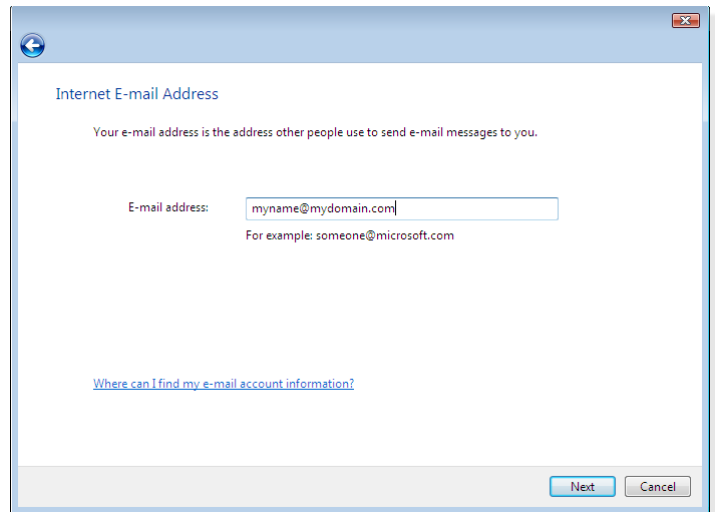 Internet E-mail Address
Your e-mail address is the address other people use to send e-mail messages to you.
E-mail address: myname@mydomain.com
For example: someone@microsoft.com
Where can I find my e-mail account information?
Next Cancel